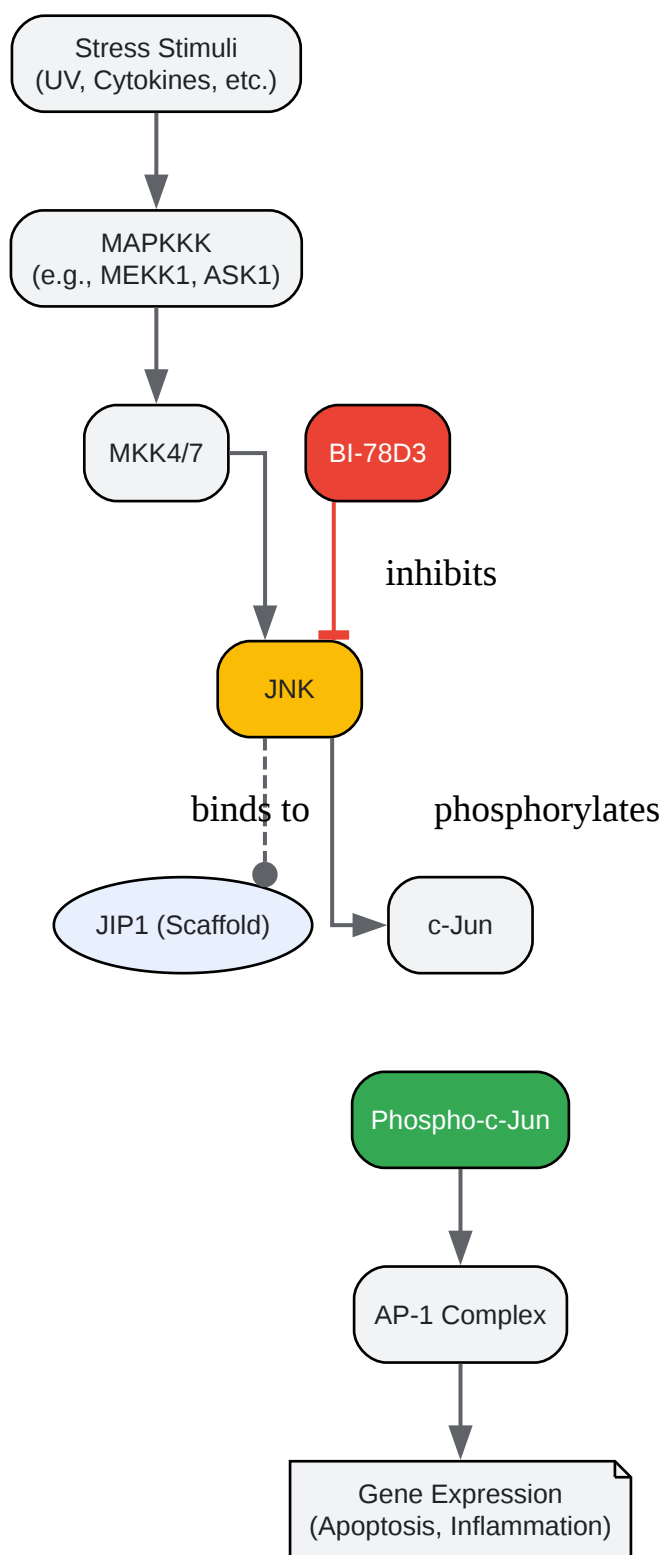 Stress Stimuli
(UV, Cytokines, etc.)
MAPKKK
(e.g., MEKK1, ASK1)
MKK4/7
BI-78D3
inhibits
JNK
binds to
phosphorylates
JIP1 (Scaffold)
c-Jun
Phospho-c-Jun
AP-1 Complex
Gene Expression
(Apoptosis, Inflammation)